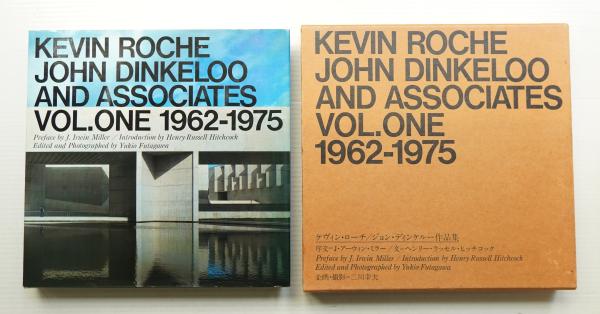 KEVIN ROCHE
JOHN DINKELOO
AND ASSOCIATES
VOL.ONE 1962-1975
Preface by J. Irwin Miller / Introduction by Henry Russell Hitchcock
Edited and Photographed by Yukio Futagawa
KEVIN ROCHE
JOHN DINKELOO
AND ASSOCIATES
VOL.ONE
1962-1975
ケヴィン・ローチ/ジョン・ディンケルー作品集
序文=J・アーウィン・ミラー/文=ヘンリー・ラッセル・ヒッチコック
Preface by J. Irwin Miller / Introduction by Henry Russell Hitchcock
Edited and Photographed by Yukio Futagawa
企画・撮影=二川幸夫